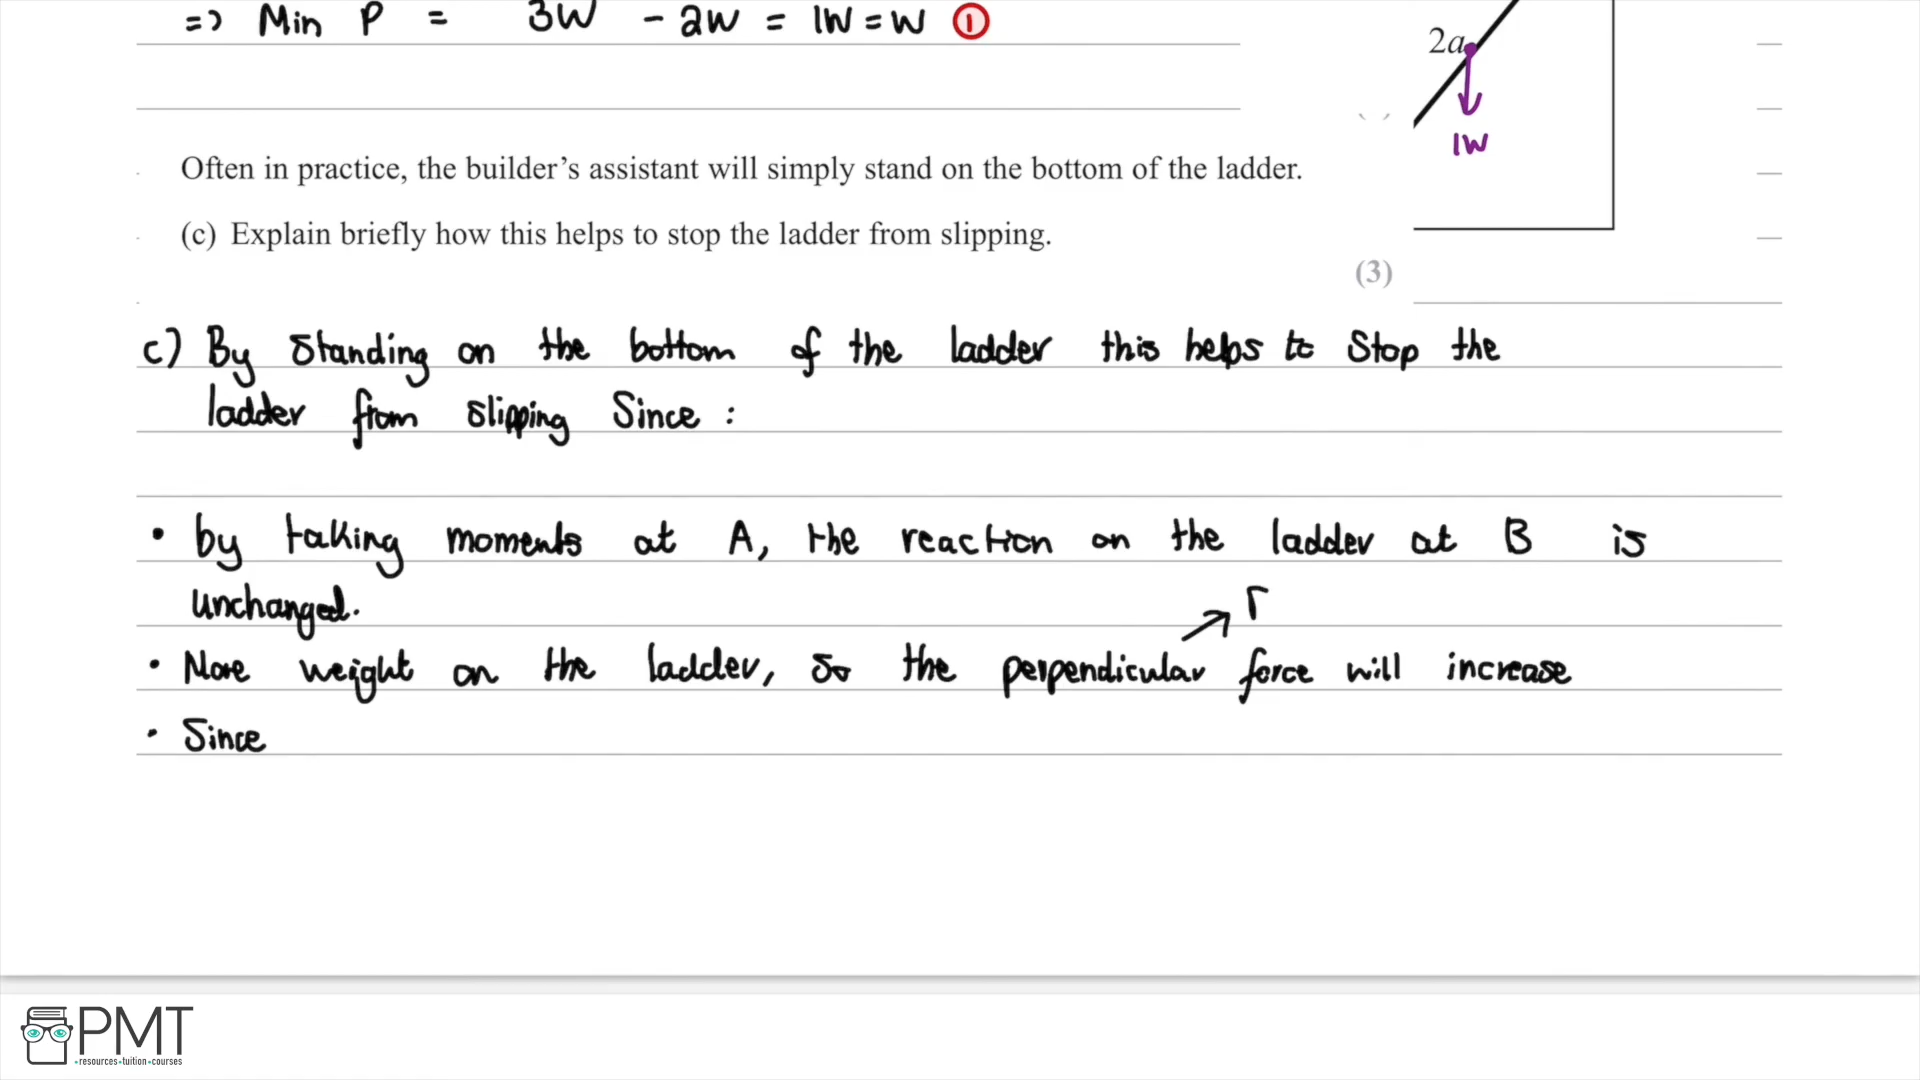 => Min P = 3W - 2W = 1W = W ①
2a
1W
Often in practice, the builder’s assistant will simply stand on the bottom of the ladder.
(c) Explain briefly how this helps to stop the ladder from slipping.
(3)
c) By standing on the bottom of the ladder this helps to stop the
ladder from slipping since :
• by taking moments at A, the reaction on the ladder at B is
unchanged.
r
• More weight on the ladder, so the perpendicular force will increase
• Since
PMT
•resources•tuition•courses